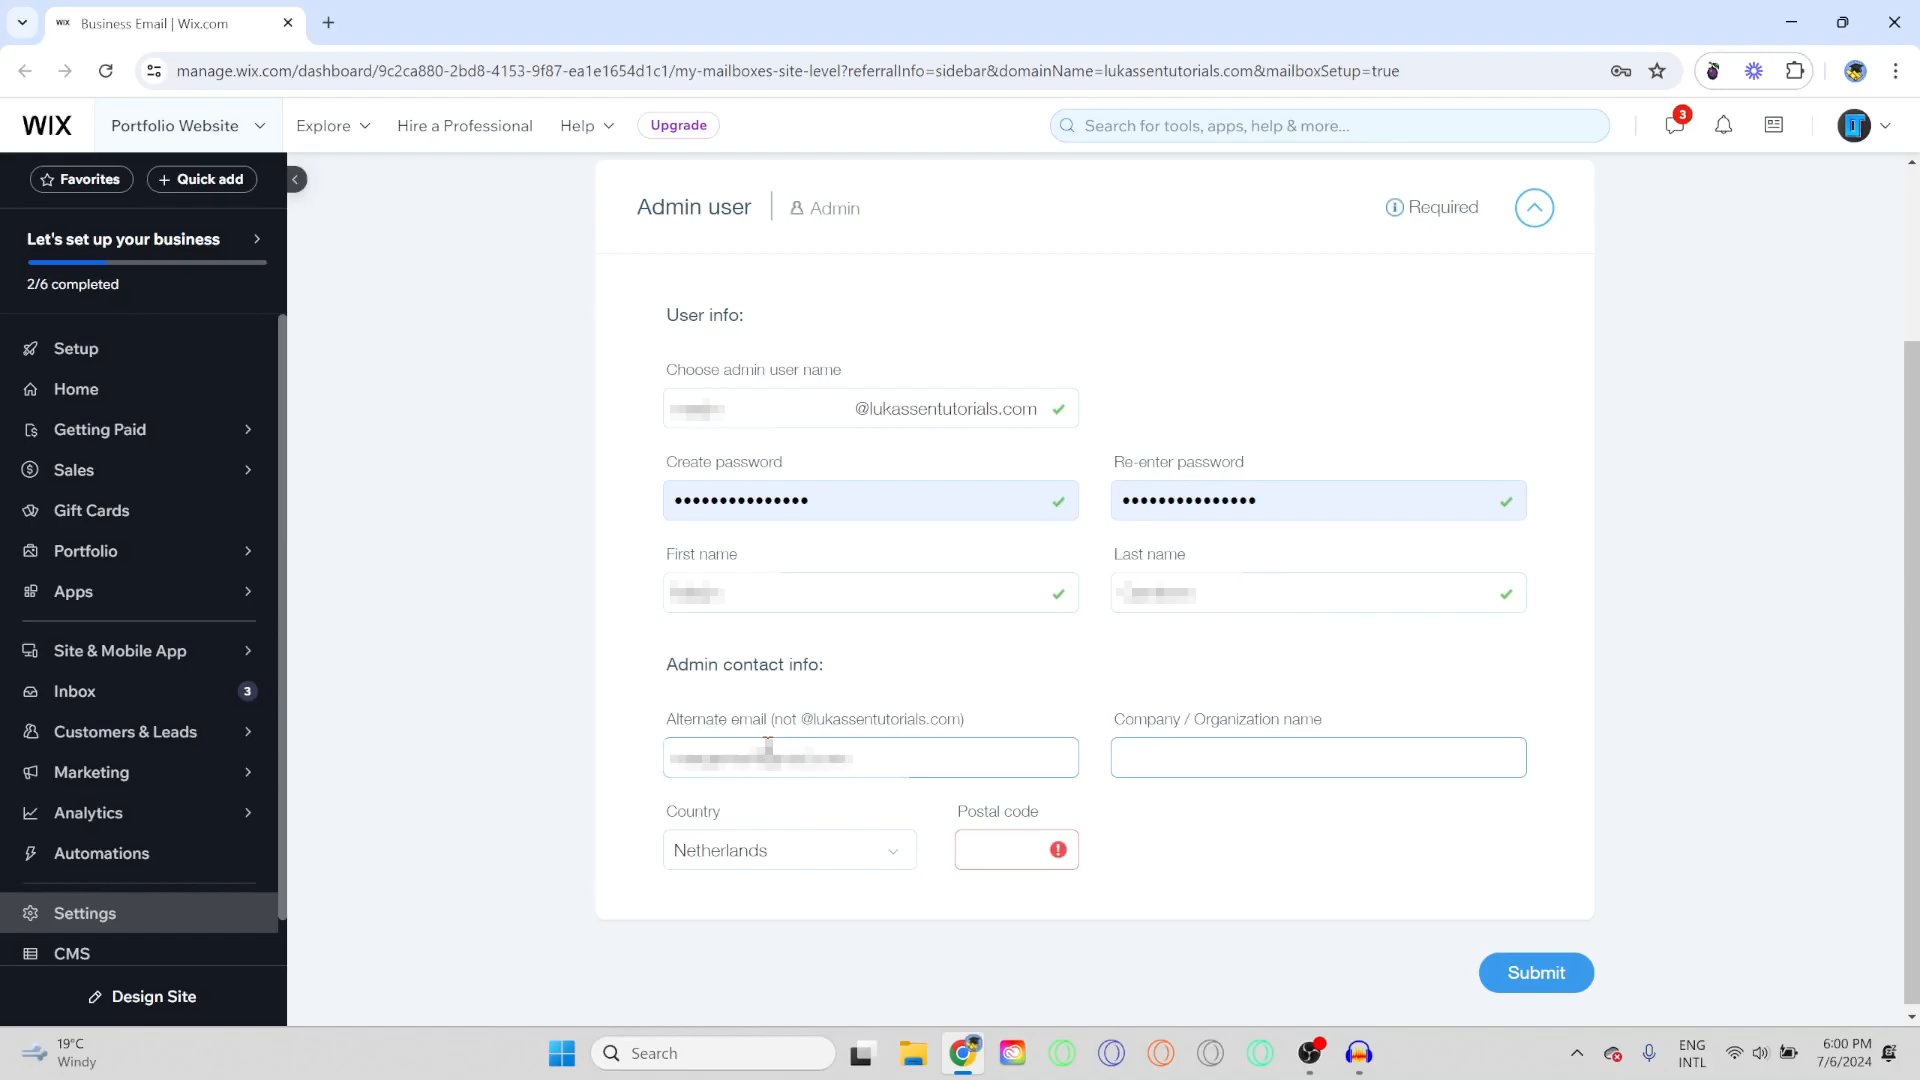 WIX Business Email | Wix.com
manage.wix.com/dashboard/9c2ca880-2bd8-4153-9f87-ea1e1654d1c1/my-mailboxes-site-level?referralInfo=sidebar&domainName=lukassentutorials.com&mailboxSetup=true
WIX Portfolio Website Explore Hire a Professional Help Upgrade Search for tools, apps, help & more... 3
Favorites + Quick add
Let's set up your business
2/6 completed
Setup
Home
Getting Paid
Sales
Gift Cards
Portfolio
Apps
Site & Mobile App
Inbox 3
Customers & Leads
Marketing
Analytics
Automations
Settings
CMS
Design Site
Admin user Admin Required
User info:
Choose admin user name
@lukassentutorials.com
Create password Re-enter password
First name Last name
Admin contact info:
Alternate email (not @lukassentutorials.com) Company / Organization name
Country Postal code
Netherlands
Submit
19°C
Windy
Search
ENG
INTL
6:00 PM
7/6/2024